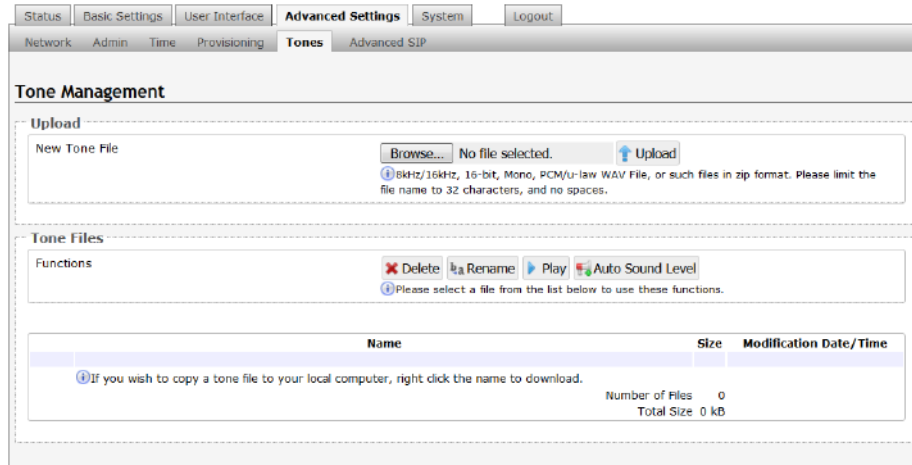 Status Basic Settings User Interface Advanced Settings System Logout
Network Admin Time Provisioning Tones Advanced SIP
Tone Management
Upload
New Tone File
Browse... No file selected. Upload
8kHz/16kHz, 16-bit, Mono, PCM/u-law WAV File, or such files in zip format. Please limit the
file name to 32 characters, and no spaces.
Tone Files
Functions
Delete Rename Play Auto Sound Level
Please select a file from the list below to use these functions.
Name Size Modification Date/Time
If you wish to copy a tone file to your local computer, right click the name to download.
Number of Files 0
Total Size 0 kB